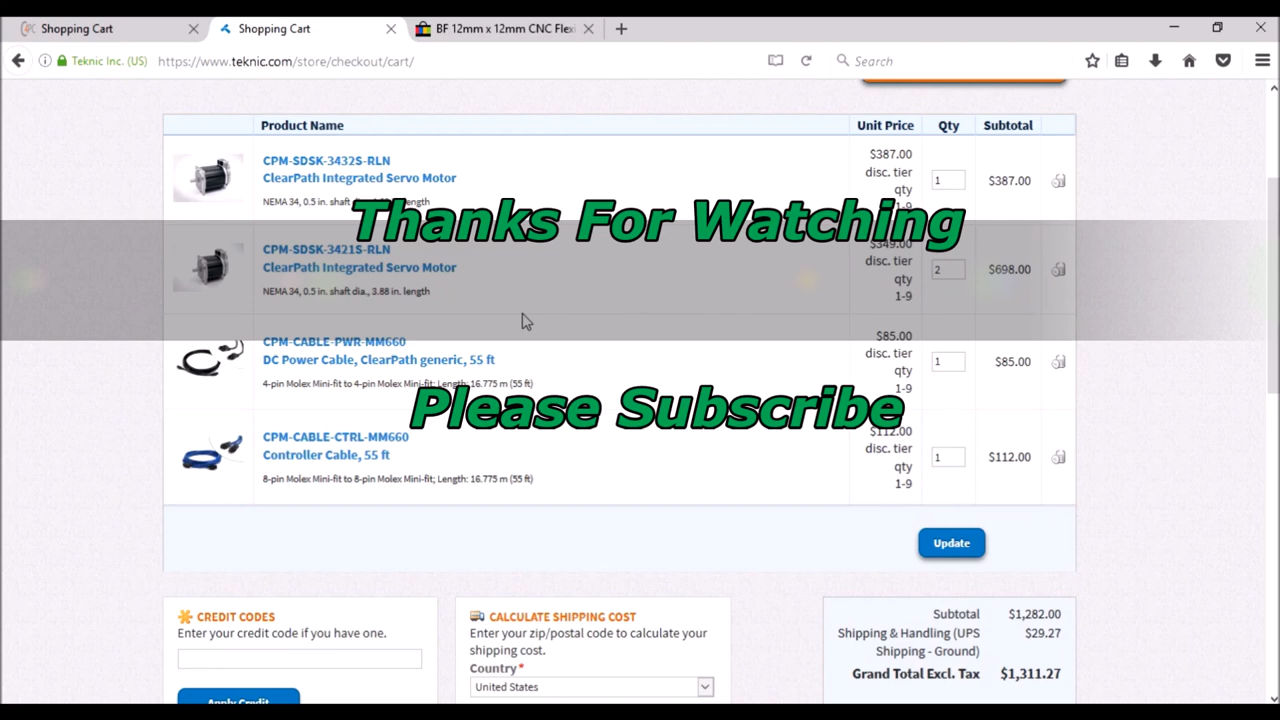 Shopping Cart
Shopping Cart
BF 12mm x 12mm CNC Flexi
Teknic Inc. (US)
https://www.teknic.com/store/checkout/cart/
Search
Product Name
Unit Price
Qty
Subtotal
CPM-SDSK-3432S-RLN
ClearPath Integrated Servo Motor
$387.00
disc. tier
qty
1-9
1
$387.00
Thanks For Watching
CPM-SDSK-3421S-RLN
ClearPath Integrated Servo Motor
NEMA 34, 0.5 in. shaft dia., 3.88 in. length
$349.00
disc. tier
qty
1-9
2
$698.00
CPM-CABLE-PWR-MM660
DC Power Cable, ClearPath generic, 55 ft
4-pin Molex Mini-fit to 4-pin Molex Mini-fit; Length: 16.775 m (55 ft)
$85.00
disc. tier
qty
1-9
1
$85.00
Please Subscribe
CPM-CABLE-CTRL-MM660
Controller Cable, 55 ft
8-pin Molex Mini-fit to 8-pin Molex Mini-fit; Length: 16.775 m (55 ft)
$112.00
disc. tier
qty
1-9
1
$112.00
Update
CREDIT CODES
Enter your credit code if you have one.
Apply Credit
CALCULATE SHIPPING COST
Enter your zip/postal code to calculate your
shipping cost.
Country *
United States
Subtotal
$1,282.00
Shipping & Handling (UPS
Shipping - Ground)
$29.27
Grand Total Excl. Tax
$1,311.27